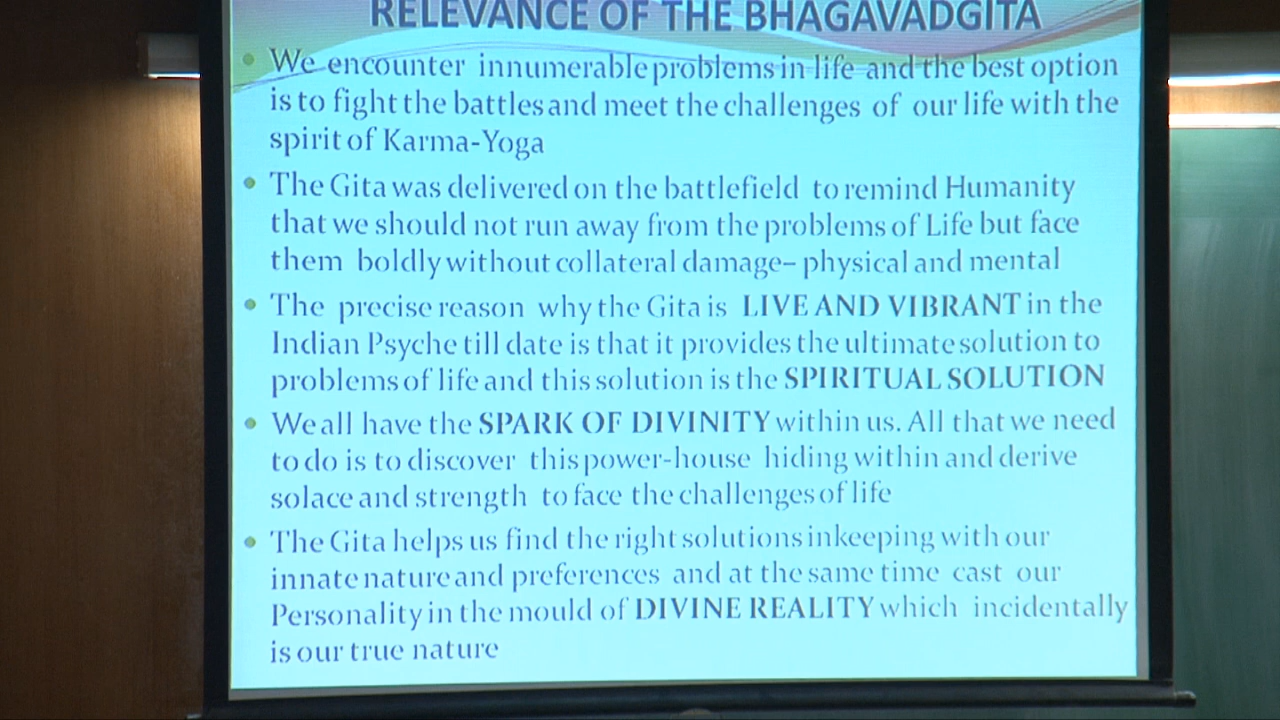 RELEVANCE OF THE BHAGAVADGITA
We encounter innumerable problems in life and the best option
is to fight the battles and meet the challenges of our life with the
spirit of Karma-Yoga
The Gita was delivered on the battlefield to remind Humanity
that we should not run away from the problems of Life but face
them boldly without collateral damage– physical and mental
The precise reason why the Gita is LIVE AND VIBRANT in the
Indian Psyche till date is that it provides the ultimate solution to
problems of life and this solution is the SPIRITUAL SOLUTION
We all have the SPARK OF DIVINITY within us. All that we need
to do is to discover this power-house hiding within and derive
solace and strength to face the challenges of life
The Gita helps us find the right solutions inkeeping with our
innate nature and preferences and at the same time cast our
Personality in the mould of DIVINE REALITY which incidentally
is our true nature